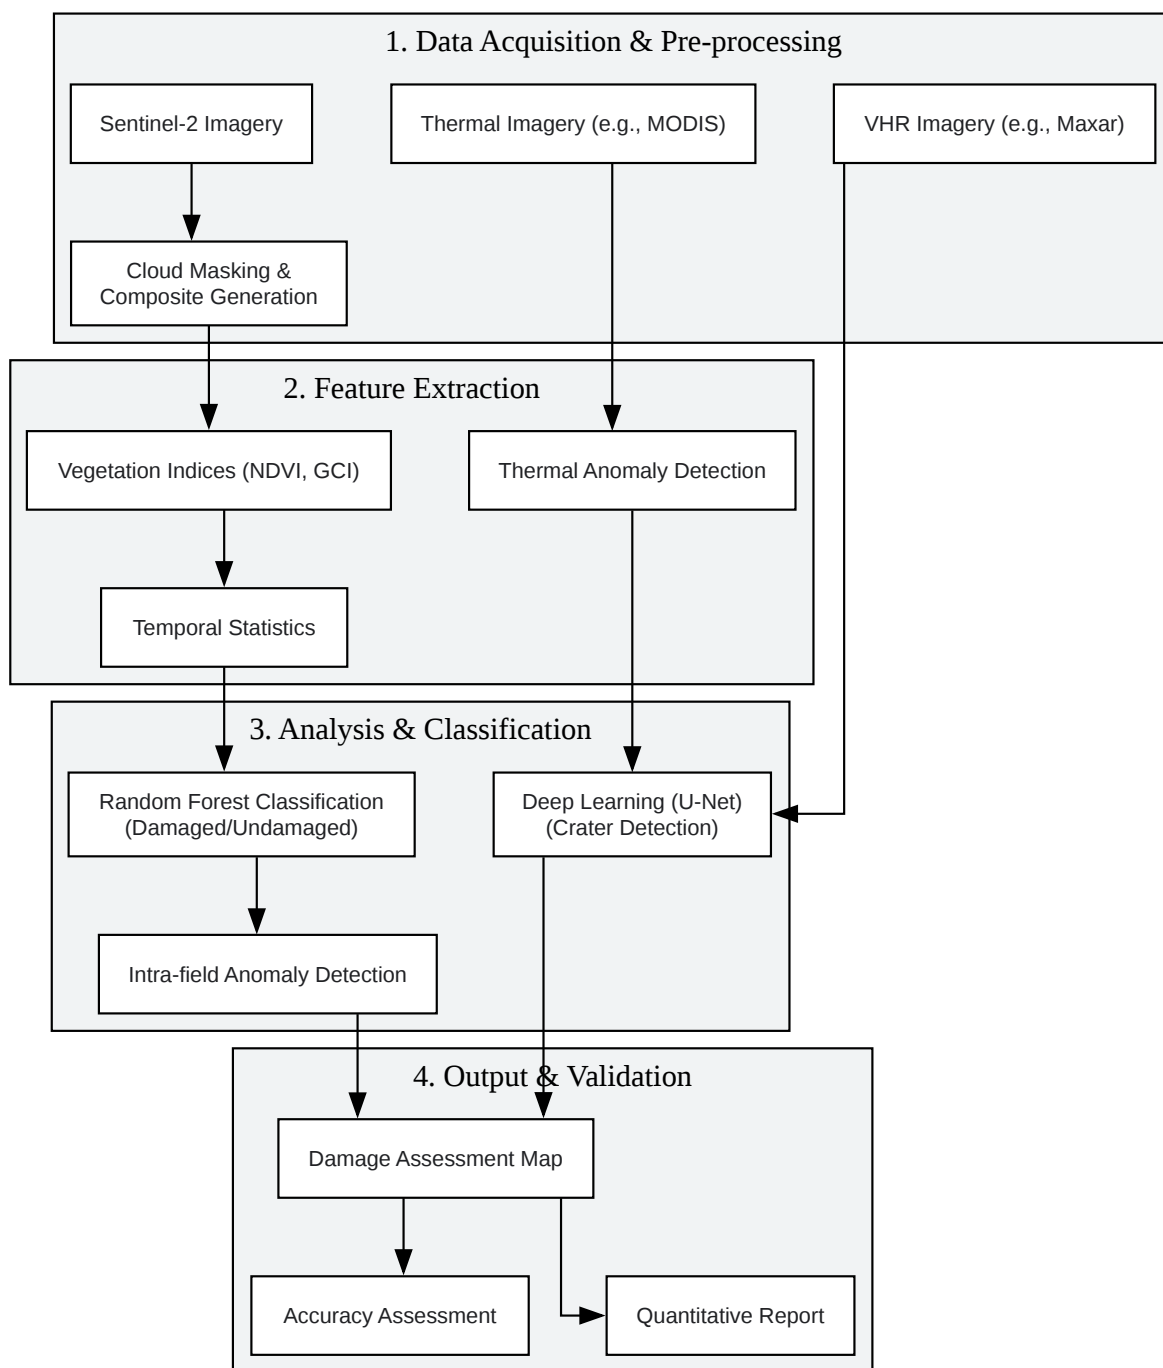 1. Data Acquisition & Pre-processing
Sentinel-2 Imagery
Thermal Imagery (e.g., MODIS)
VHR Imagery (e.g., Maxar)
Cloud Masking &
Composite Generation
2. Feature Extraction
Vegetation Indices (NDVI, GCI)
Thermal Anomaly Detection
Temporal Statistics
3. Analysis & Classification
Random Forest Classification
(Damaged/Undamaged)
Deep Learning (U-Net)
(Crater Detection)
Intra-field Anomaly Detection
4. Output & Validation
Damage Assessment Map
Accuracy Assessment
Quantitative Report